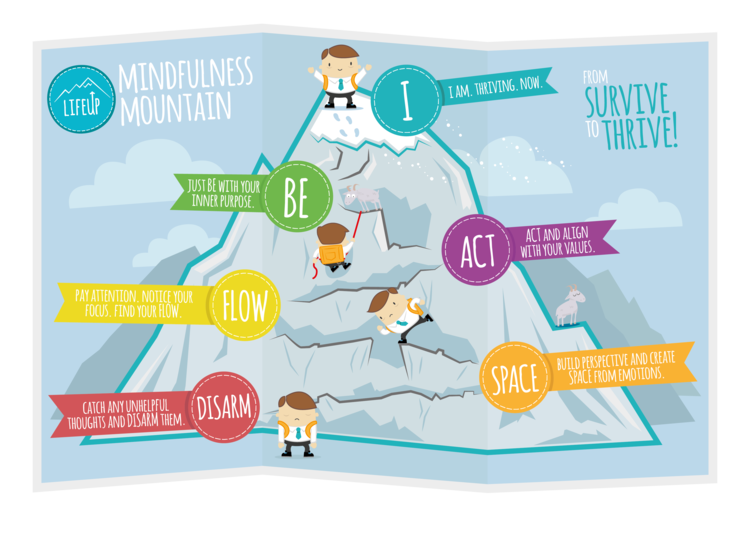 LIFEUP
MINDFULNESS
MOUNTAIN
FROM
SURVIVE
TO
THRIVE!
I
I AM. THRIVING. NOW.
JUST BE WITH YOUR
INNER PURPOSE.
BE
ACT
ACT AND ALIGN
WITH YOUR VALUES.
PAY ATTENTION, NOTICE YOUR
FOCUS. FIND YOUR FLOW.
FLOW
SPACE
BUILD PERSPECTIVE AND CREATE
SPACE FROM EMOTIONS.
CATCH ANY UNHELPFUL
THOUGHTS AND DISARM THEM.
DISARM